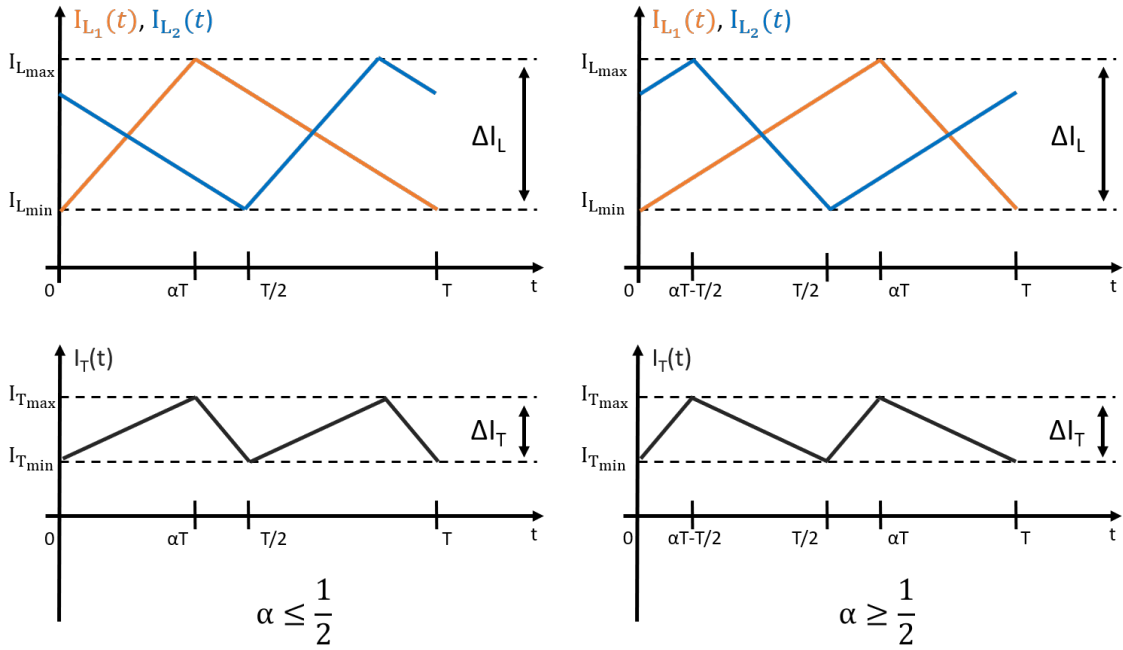 I_L₁(t), I_L₂(t)
I_Lmax
ΔI_L
I_Lmin
0
αT
T/2
T
t
I_L₁(t), I_L₂(t)
I_Lmax
ΔI_L
I_Lmin
0
αT-T/2
T/2
αT
T
t
I_T(t)
I_Tmax
ΔI_T
I_Tmin
0
αT
T/2
T
t
α ≤ 1/2
I_T(t)
I_Tmax
ΔI_T
I_Tmin
0
αT-T/2
T/2
αT
T
t
α ≥ 1/2